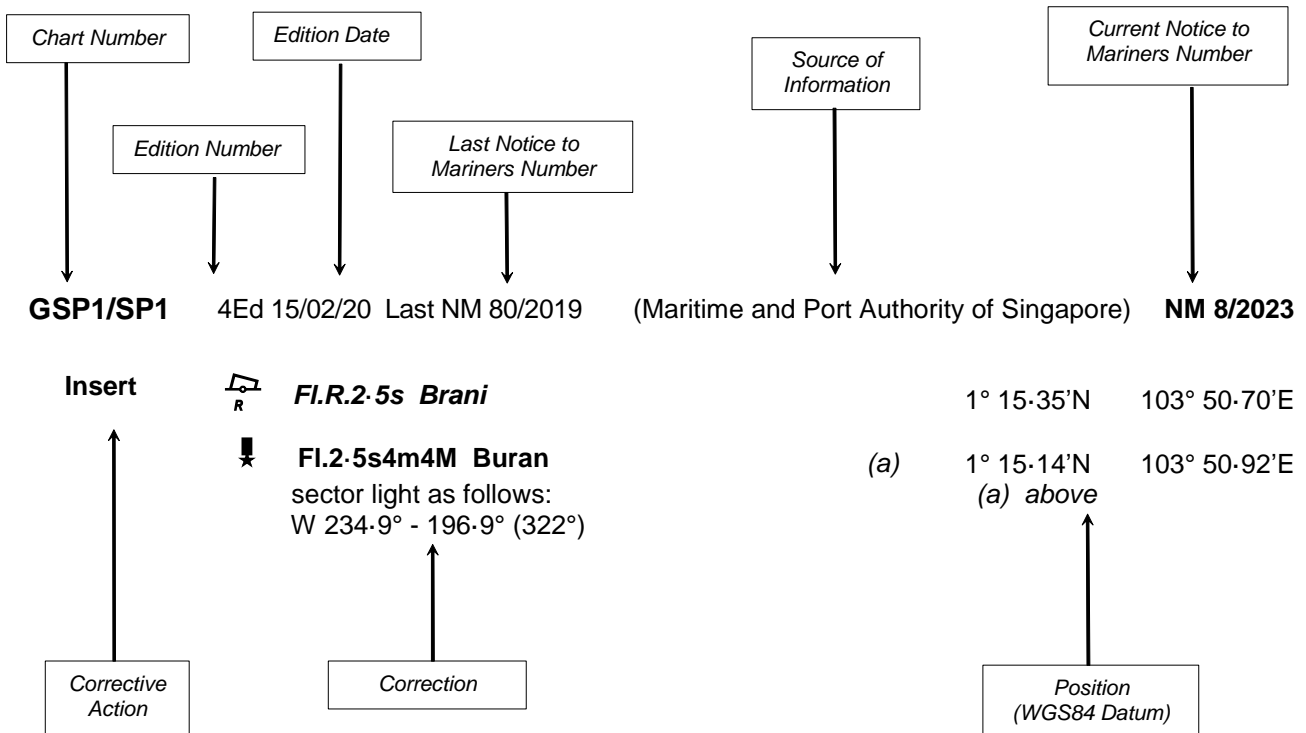 Chart Number
Edition Date
Source of
Information
Current Notice to
Mariners Number
Edition Number
Last Notice to
Mariners Number
GSP1/SP1 4Ed 15/02/20 Last NM 80/2019 (Maritime and Port Authority of Singapore) NM 8/2023
Insert R Fl.R.2·5s Brani 1° 15·35’N 103° 50·70’E
Fl.2·5s4m4M Buran (a) 1° 15·14’N 103° 50·92’E
sector light as follows: (a) above
W 234·9° - 196·9° (322°)
Corrective
Action
Correction
Position
(WGS84 Datum)